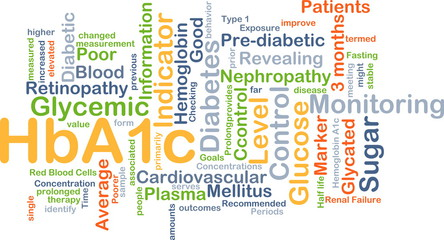 Patients
Type 1
behavior
Exposure
improve
3 months
termed
higher
increased
elevated
measured
Diabetic
changed
measurement
Poor
Blood
previous
Information
Indicator
Hemoglobin
Checking
Good
Diabetes
Pre-diabetic
prior
Revealing
Fasting
might
meeting
stable
Retinopathy
Nephropathy
Glycemic
Prolong
provides
far
disease
Monitoring
value
form
primarily
Ccontrol
Level
Control
Glucose
Marker
Glycated
Hemoglobin A1c
Sugar
HbA1c
Goals
Concentrations
Red Blood Cells
Concentration
prolonged
Time
therapy
identify
single
Average
Poorer
sample
associated
people
Cardiovascular
serves
Plasma
Mellitus
amounts
outcomes
Recommended
Periods
Half life
Renal Failure